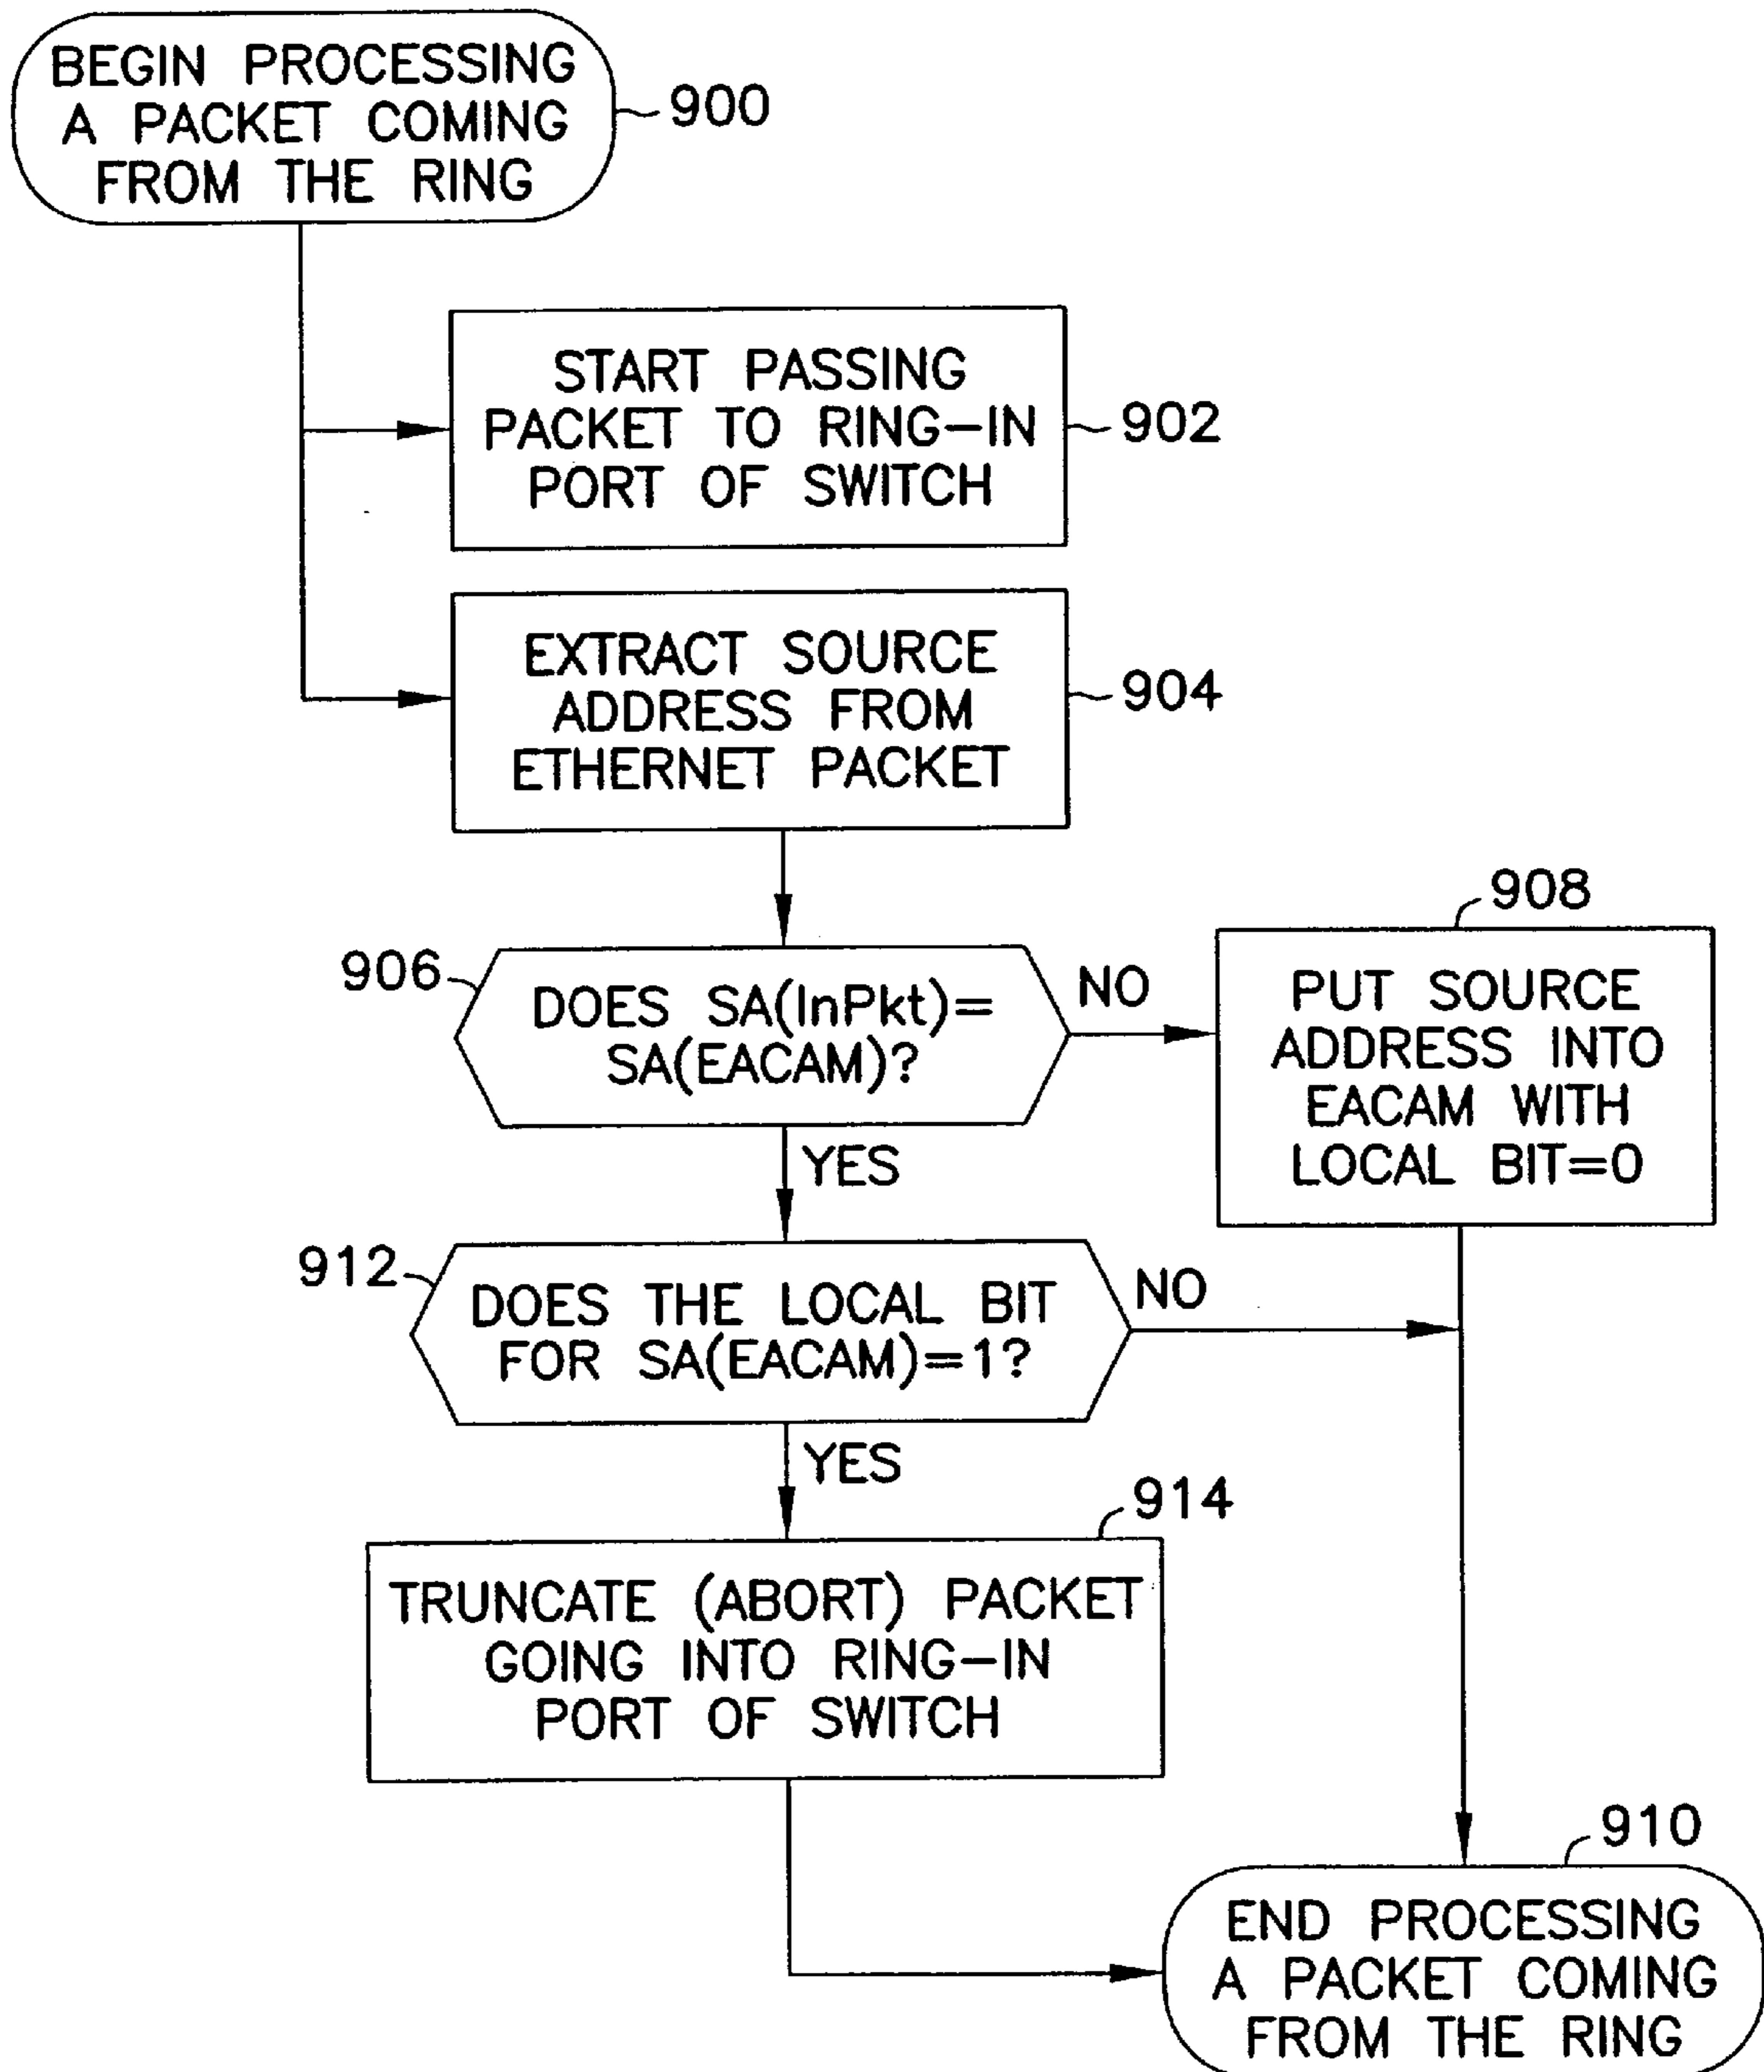 BEGIN PROCESSING
A PACKET COMING
FROM THE RING
900
START PASSING
PACKET TO RING-IN
PORT OF SWITCH
902
EXTRACT SOURCE
ADDRESS FROM
ETHERNET PACKET
904
906
DOES SA(InPkt)=
SA(EACAM)?
NO
YES
908
PUT SOURCE
ADDRESS INTO
EACAM WITH
LOCAL BIT=0
912
DOES THE LOCAL BIT
FOR SA(EACAM)=1?
NO
YES
914
TRUNCATE (ABORT) PACKET
GOING INTO RING-IN
PORT OF SWITCH
910
END PROCESSING
A PACKET COMING
FROM THE RING